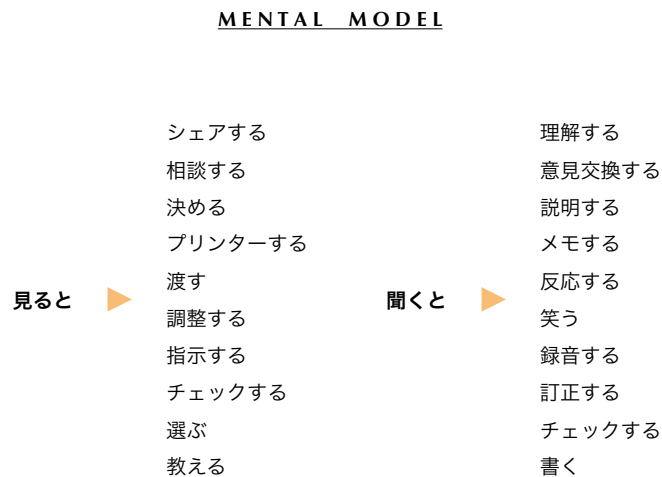 MENTAL MODEL
見ると
シェアする
相談する
決める
プリンターする
渡す
調整する
指示する
チェックする
選ぶ
教える
聞くと
理解する
意見交換する
説明する
メモする
反応する
笑う
録音する
訂正する
チェックする
書く